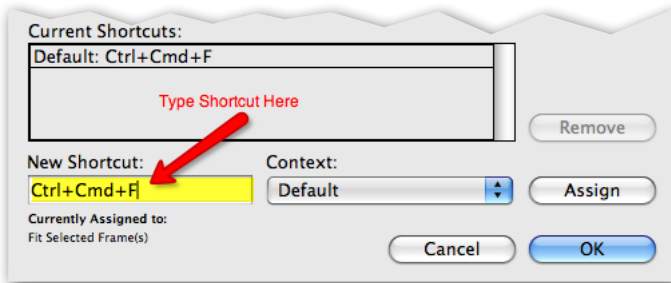 Current Shortcuts:
Default: Ctrl+Cmd+F
Type Shortcut Here
Remove
New Shortcut:
Context:
Ctrl+Cmd+F
Default
Assign
Currently Assigned to:
Fit Selected Frame(s)
Cancel
OK